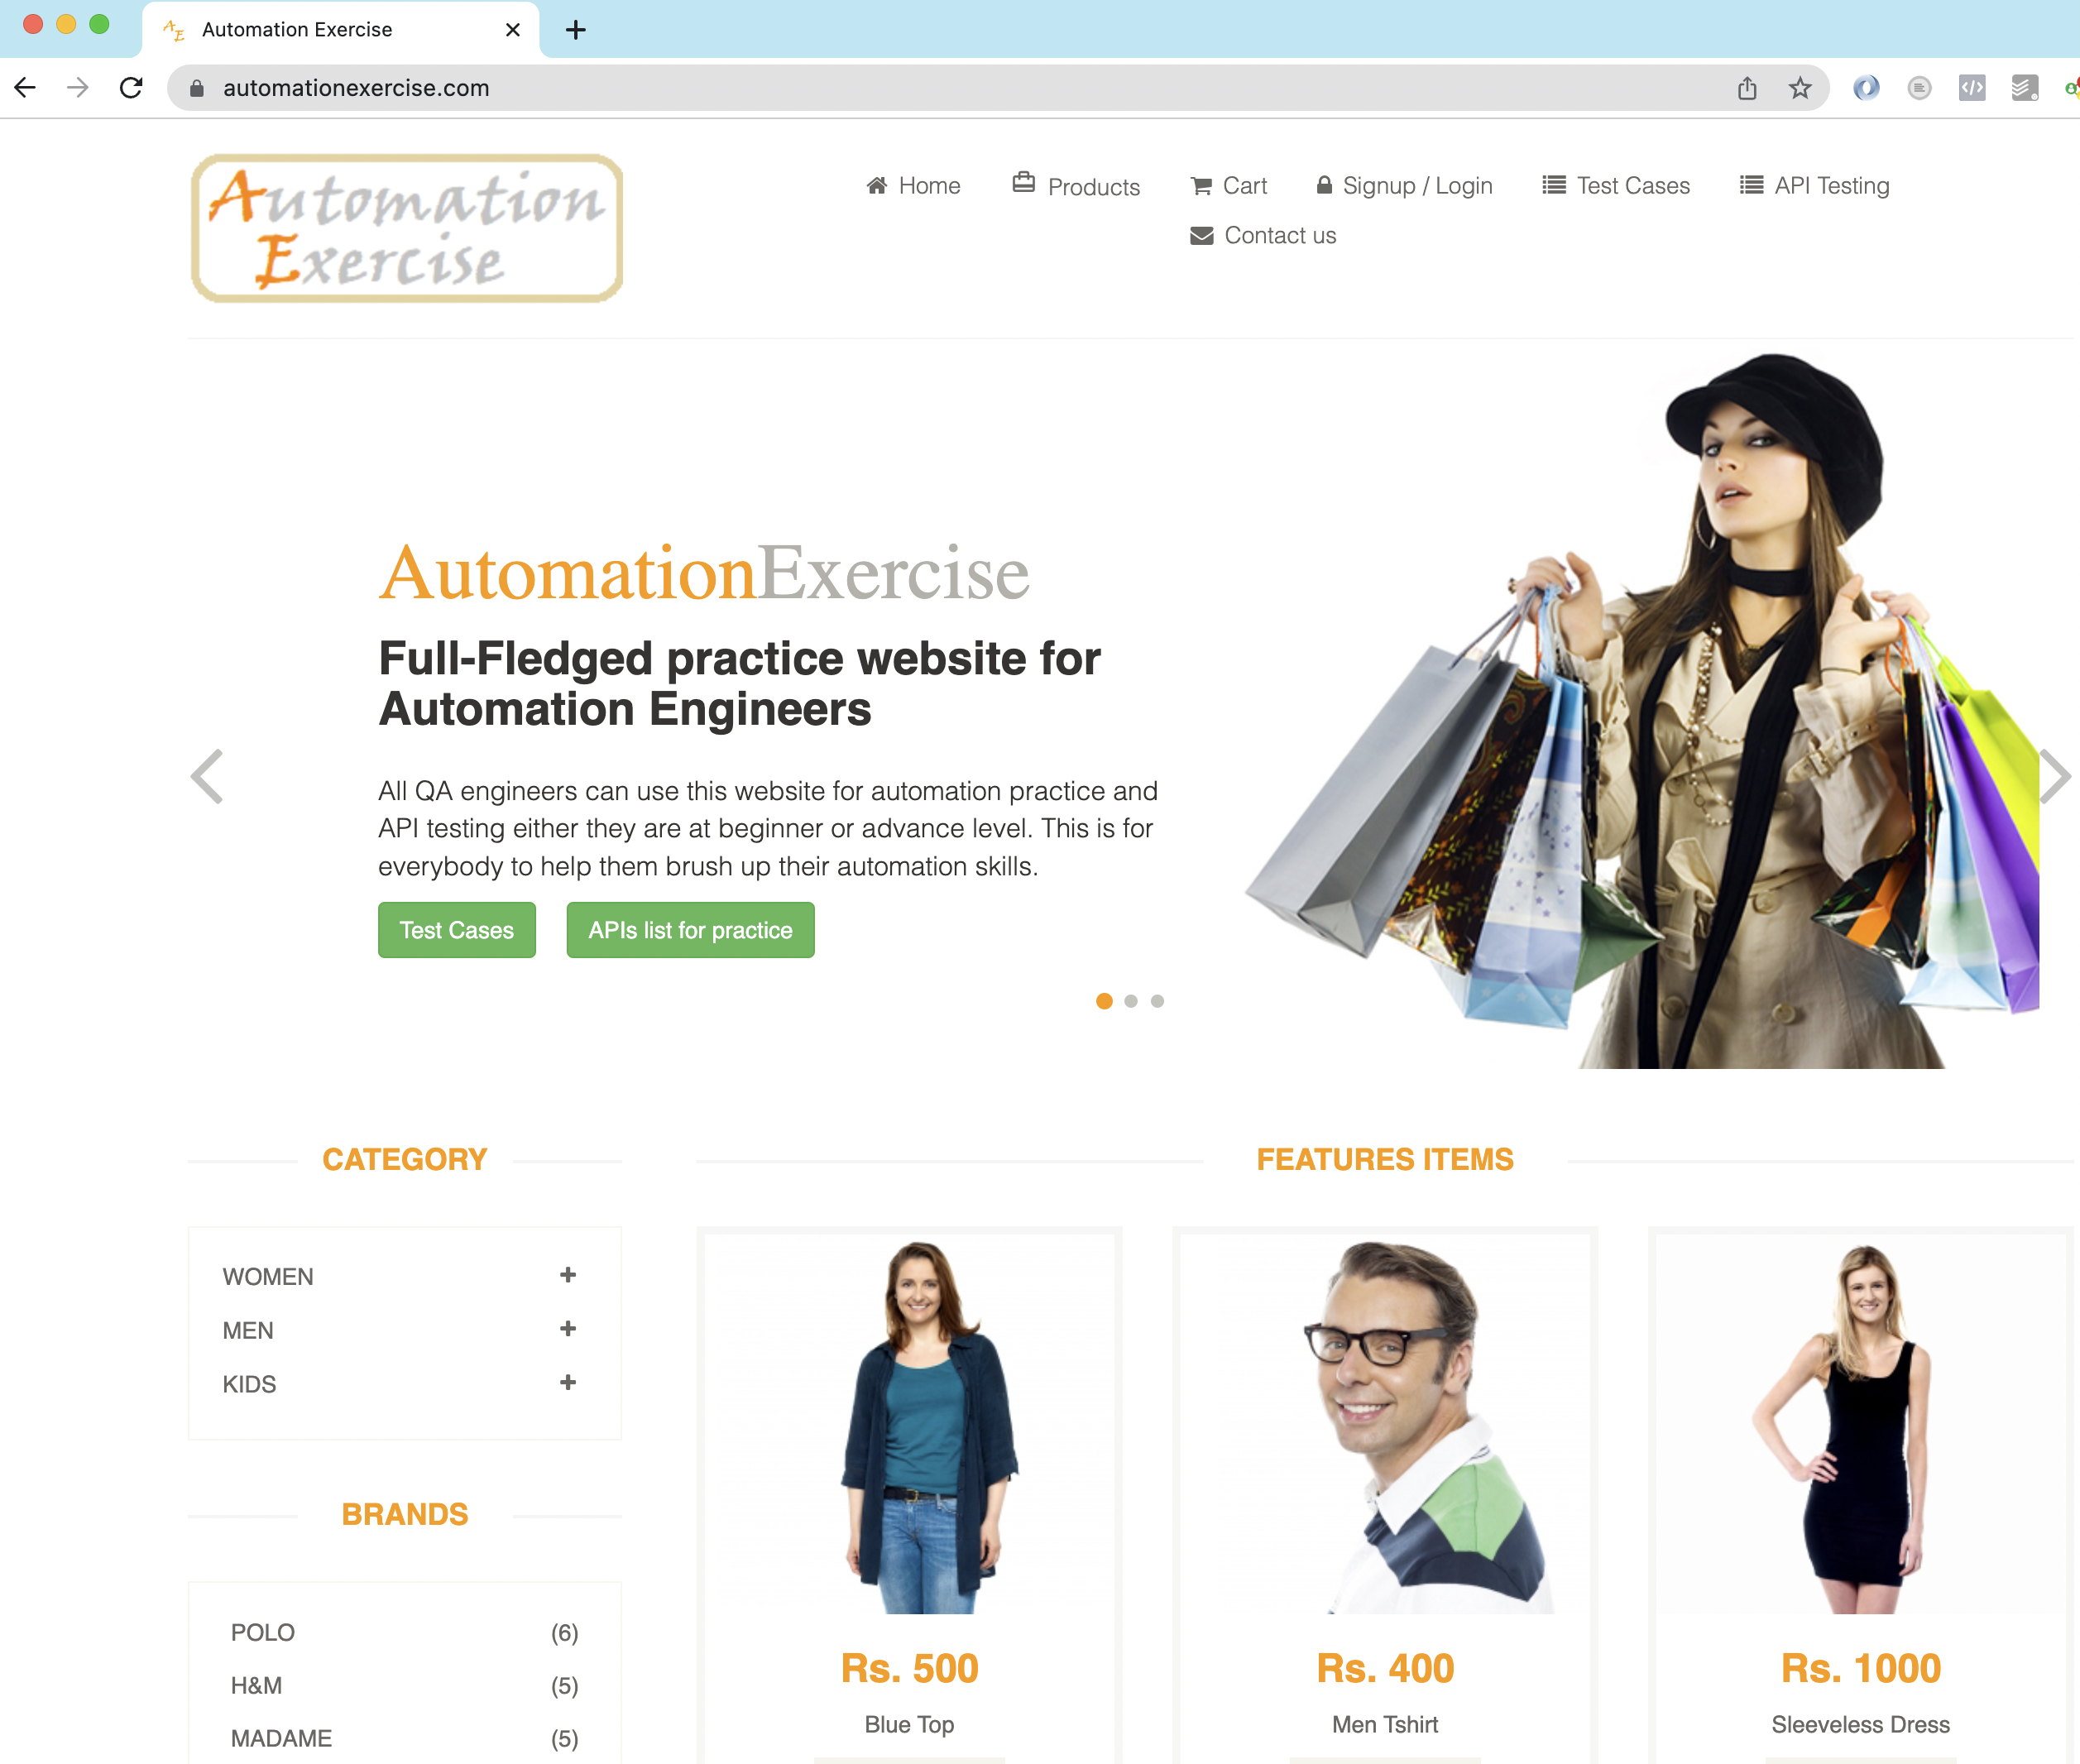 Automation Exercise
automationexercise.com
Automation
Exercise
Home
Products
Cart
Signup / Login
Test Cases
API Testing
Contact us
AutomationExercise
Full-Fledged practice website for
Automation Engineers
All QA engineers can use this website for automation practice and
API testing either they are at beginner or advance level. This is for
everybody to help them brush up their automation skills.
Test Cases
APIs list for practice
CATEGORY
WOMEN
MEN
KIDS
BRANDS
POLO (6)
H&M (5)
MADAME (5)
FEATURES ITEMS
Rs. 500
Blue Top
Rs. 400
Men Tshirt
Rs. 1000
Sleeveless Dress